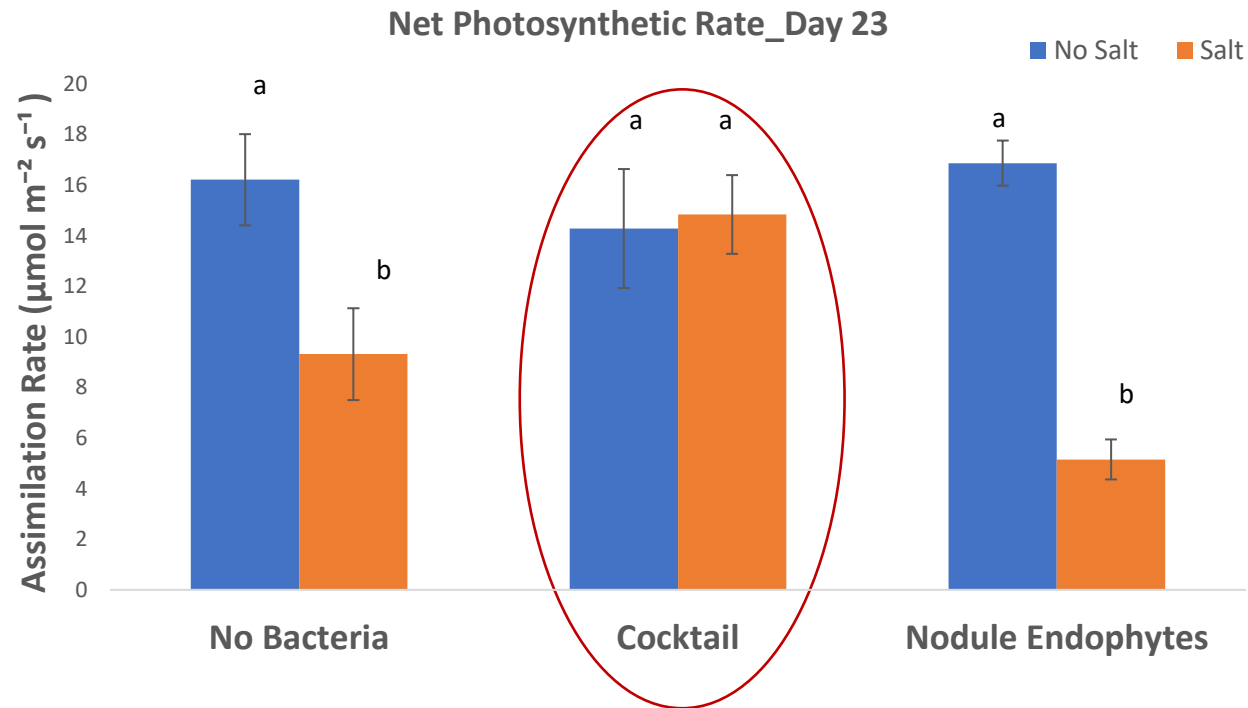 Net Photosynthetic Rate_Day 23
No Salt
Salt
Assimilation Rate (μmol m⁻² s⁻¹ )
20
18
16
14
12
10
8
6
4
2
0
a
b
a
a
a
b
No Bacteria
Cocktail
Nodule Endophytes